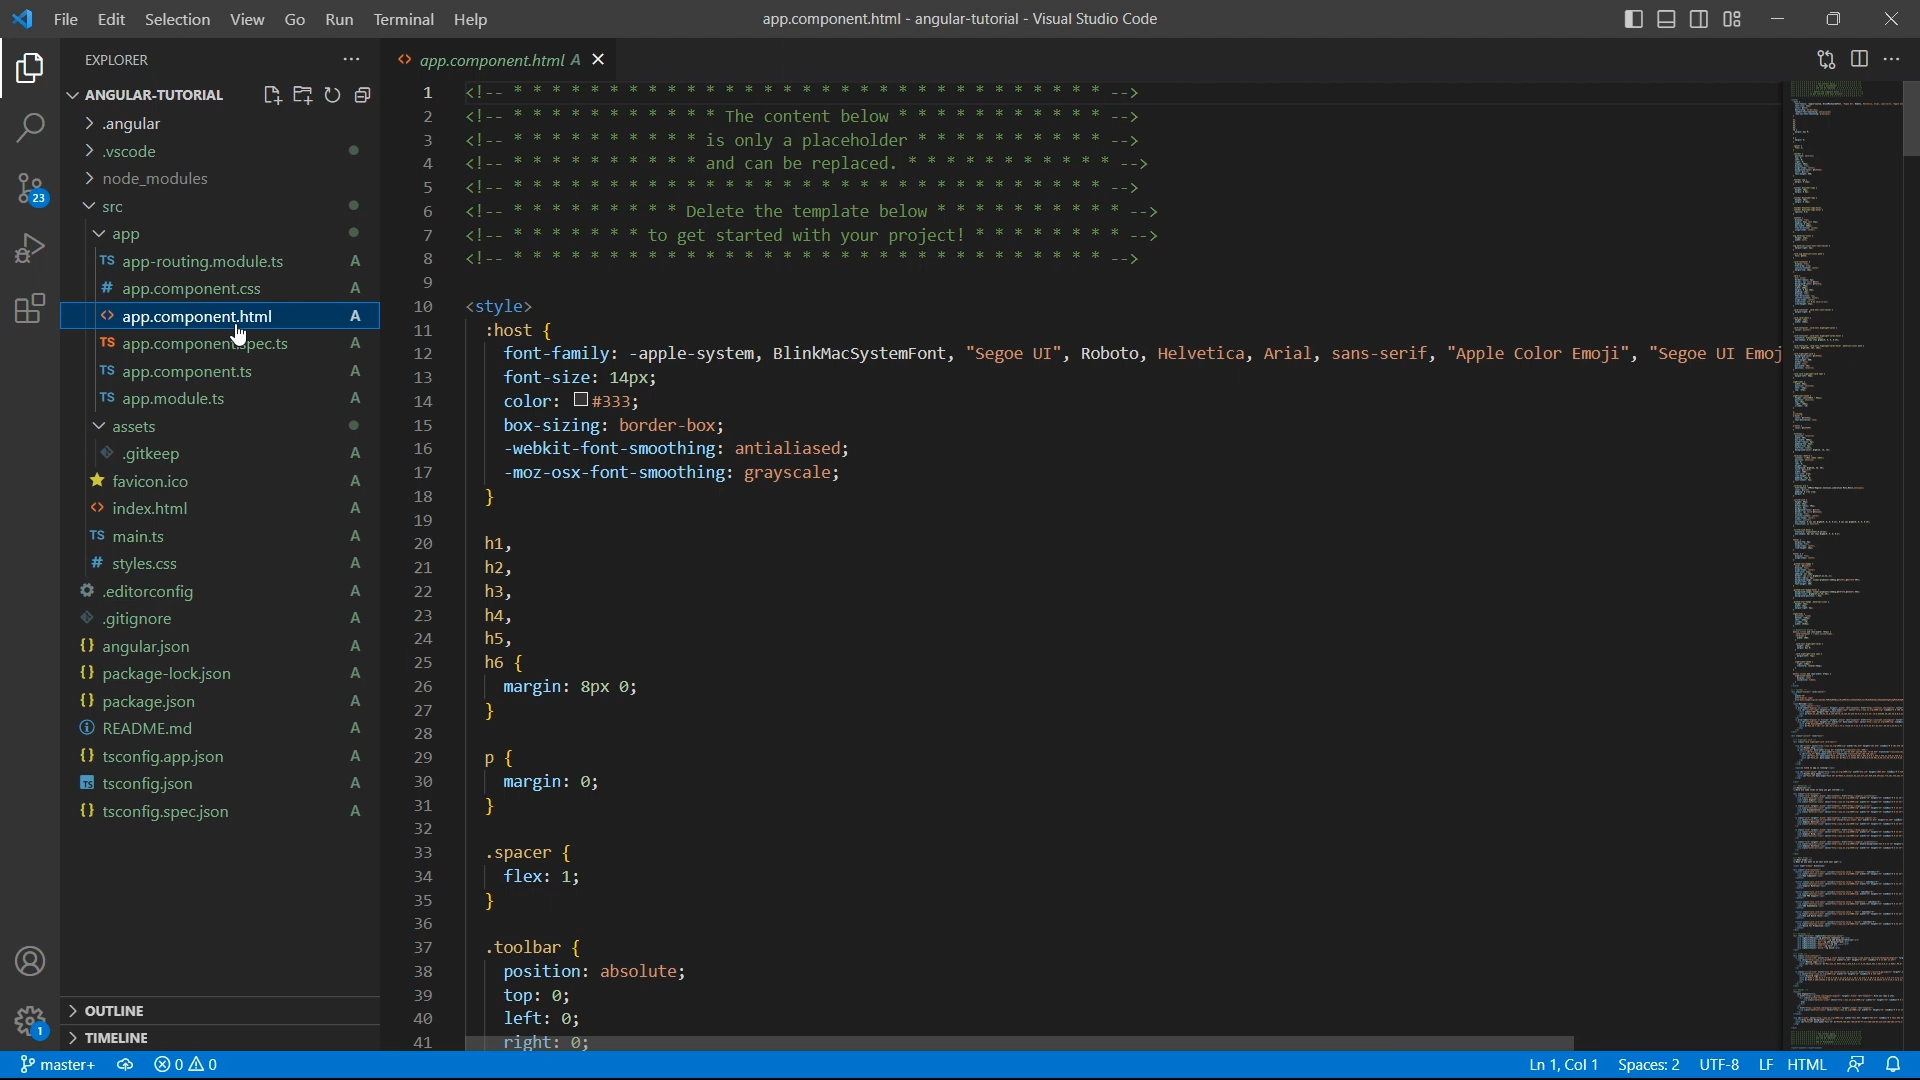 File Edit Selection View Go Run Terminal Help
app.component.html - angular-tutorial - Visual Studio Code
EXPLORER
ANGULAR-TUTORIAL
.angular
.vscode
node_modules
src
app
TS app-routing.module.ts A
# app.component.css A
<> app.component.html A
TS app.component.spec.ts A
TS app.component.ts A
TS app.module.ts A
assets
.gitkeep A
favicon.ico A
<> index.html A
TS main.ts A
# styles.css A
.editorconfig A
.gitignore A
{} angular.json A
{} package-lock.json A
{} package.json A
README.md A
{} tsconfig.app.json A
TS tsconfig.json A
{} tsconfig.spec.json A
OUTLINE
TIMELINE
23
1
<> app.component.html A
1 <!-- * * * * * * * * * * * * * * * * * * * * * * * * * * * * * * * -->
2 <!-- * * * * * * * * * * * The content below * * * * * * * * * * * -->
3 <!-- * * * * * * * * * * is only a placeholder * * * * * * * * * * -->
4 <!-- * * * * * * * * * * and can be replaced. * * * * * * * * * * * -->
5 <!-- * * * * * * * * * * * * * * * * * * * * * * * * * * * * * * * -->
6 <!-- * * * * * * * * * Delete the template below * * * * * * * * * * -->
7 <!-- * * * * * * * to get started with your project! * * * * * * * * -->
8 <!-- * * * * * * * * * * * * * * * * * * * * * * * * * * * * * * * -->
9
10 <style>
11 :host {
12 font-family: -apple-system, BlinkMacSystemFont, "Segoe UI", Roboto, Helvetica, Arial, sans-serif, "Apple Color Emoji", "Segoe UI Emoj
13 font-size: 14px;
14 color: #333;
15 box-sizing: border-box;
16 -webkit-font-smoothing: antialiased;
17 -moz-osx-font-smoothing: grayscale;
18 }
19
20 h1,
21 h2,
22 h3,
23 h4,
24 h5,
25 h6 {
26 margin: 8px 0;
27 }
28
29 p {
30 margin: 0;
31 }
32
33 .spacer {
34 flex: 1;
35 }
36
37 .toolbar {
38 position: absolute;
39 top: 0;
40 left: 0;
41 right: 0;
master+ 0 0 Ln 1, Col 1 Spaces: 2 UTF-8 LF HTML